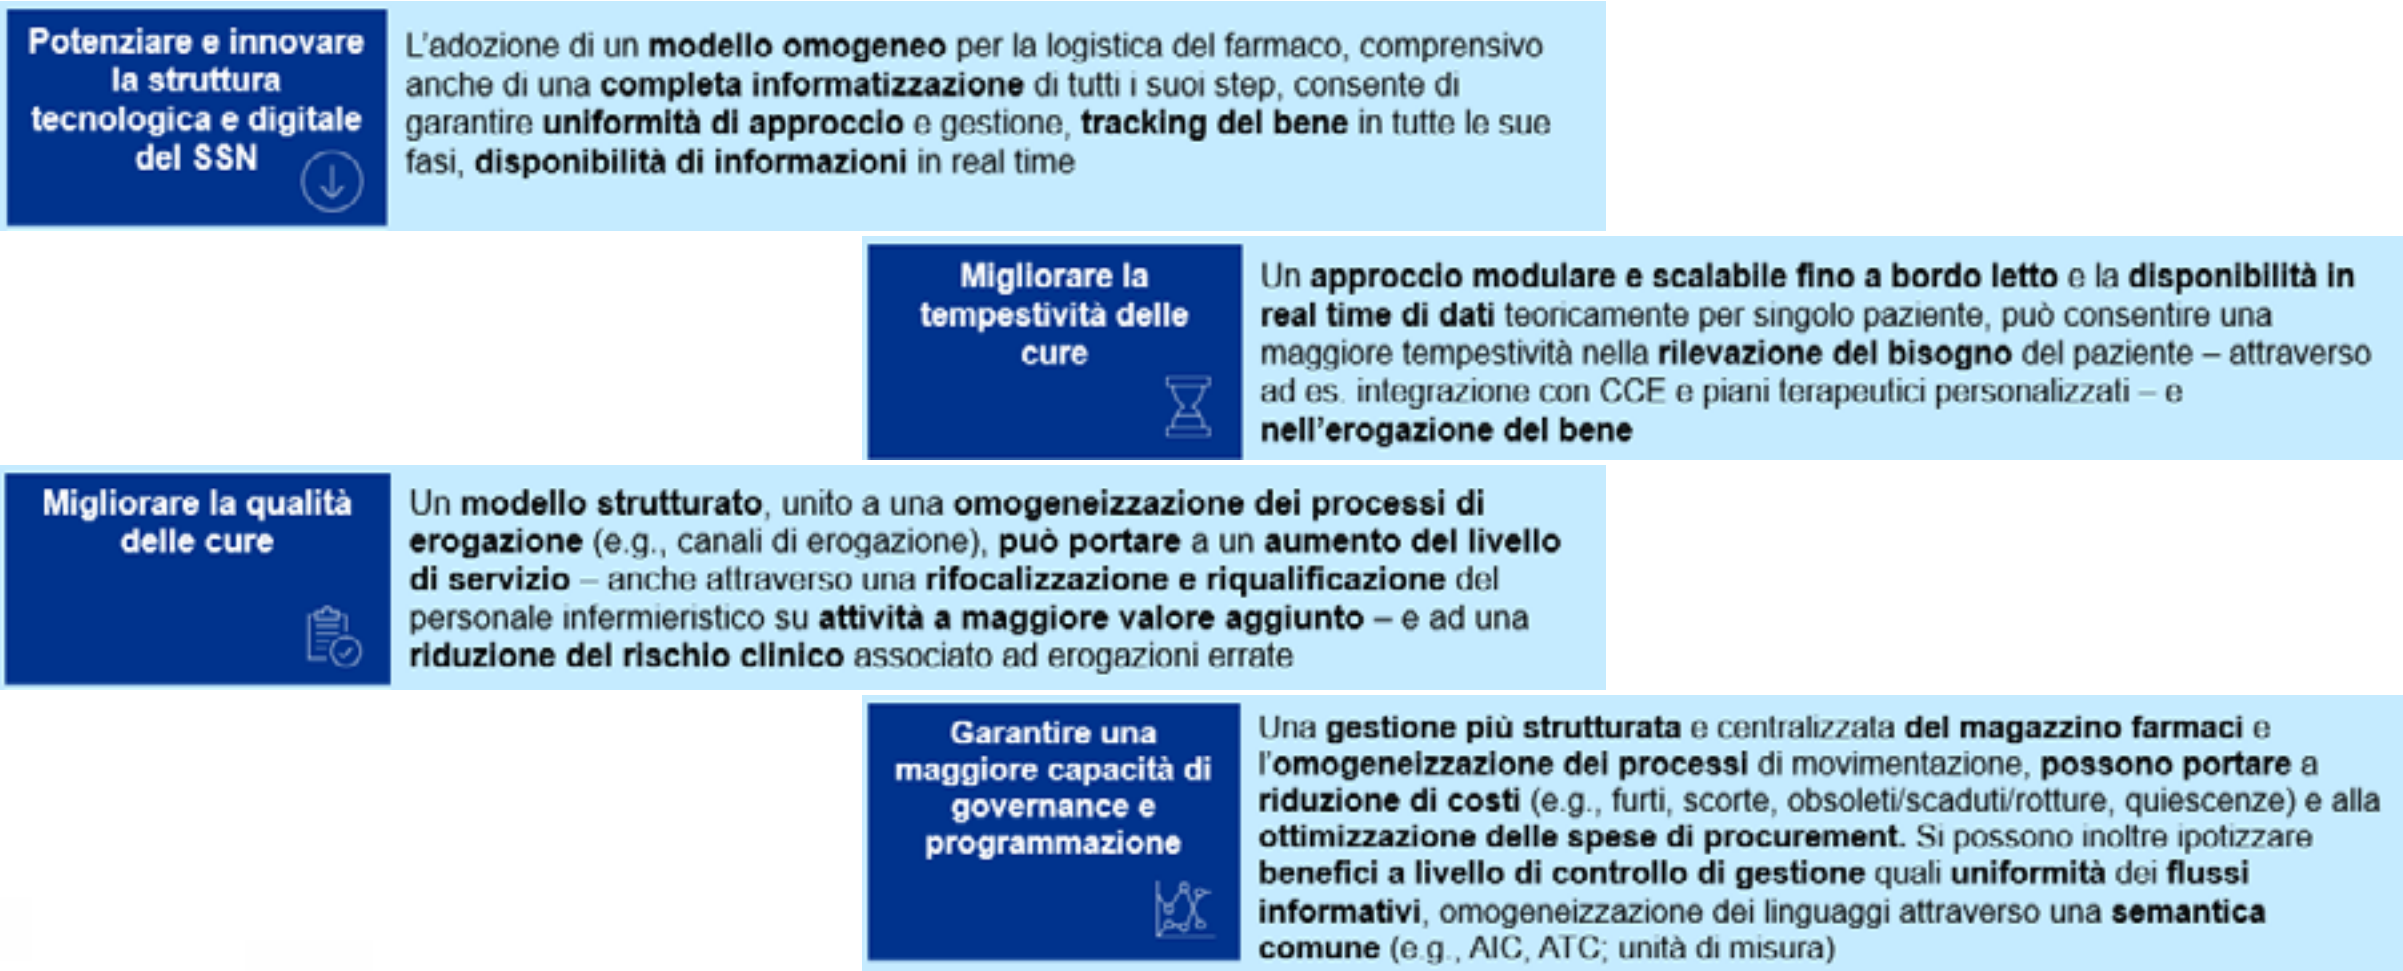 Potenziare e innovare
la struttura
tecnologica e digitale
del SSN
L'adozione di un modello omogeneo per la logistica del farmaco, comprensivo
anche di una completa informatizzazione di tutti i suoi step, consente di
garantire uniformità di approccio e gestione, tracking del bene in tutte le sue
fasi, disponibilità di informazioni in real time
Migliorare la
tempestività delle
cure
Un approccio modulare e scalabile fino a bordo letto e la disponibilità in
real time di dati teoricamente per singolo paziente, può consentire una
maggiore tempestività nella rilevazione del bisogno del paziente – attraverso
ad es. integrazione con CCE e piani terapeutici personalizzati – e
nell'erogazione del bene
Migliorare la qualità
delle cure
Un modello strutturato, unito a una omogeneizzazione dei processi di
erogazione (e.g., canali di erogazione), può portare a un aumento del livello
di servizio – anche attraverso una rifocalizzazione e riqualificazione del
personale infermieristico su attività a maggiore valore aggiunto – e ad una
riduzione del rischio clinico associato ad erogazioni errate
Garantire una
maggiore capacità di
governance e
programmazione
Una gestione più strutturata e centralizzata del magazzino farmaci e
l'omogeneizzazione dei processi di movimentazione, possono portare a
riduzione di costi (e.g., furti, scorte, obsoleti/scaduti/rotture, quiescenze) e alla
ottimizzazione delle spese di procurement. Si possono inoltre ipotizzare
benefici a livello di controllo di gestione quali uniformità dei flussi
informativi, omogeneizzazione dei linguaggi attraverso una semantica
comune (e.g., AIC, ATC; unità di misura)